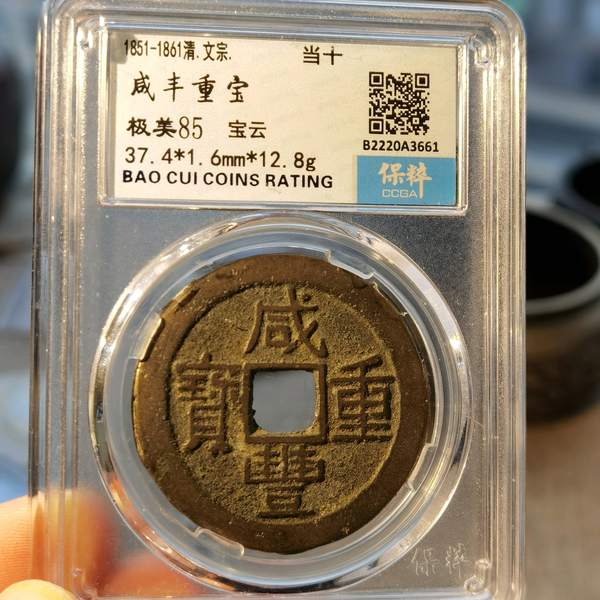 1851-1861清.文宗.
当十
咸丰重宝
极美85 宝云
37.4*1.6mm*12.8g
BAO CUI COINS RATING
B2220A3661
保粹
CCGA
咸
豐
重
寶
保粹